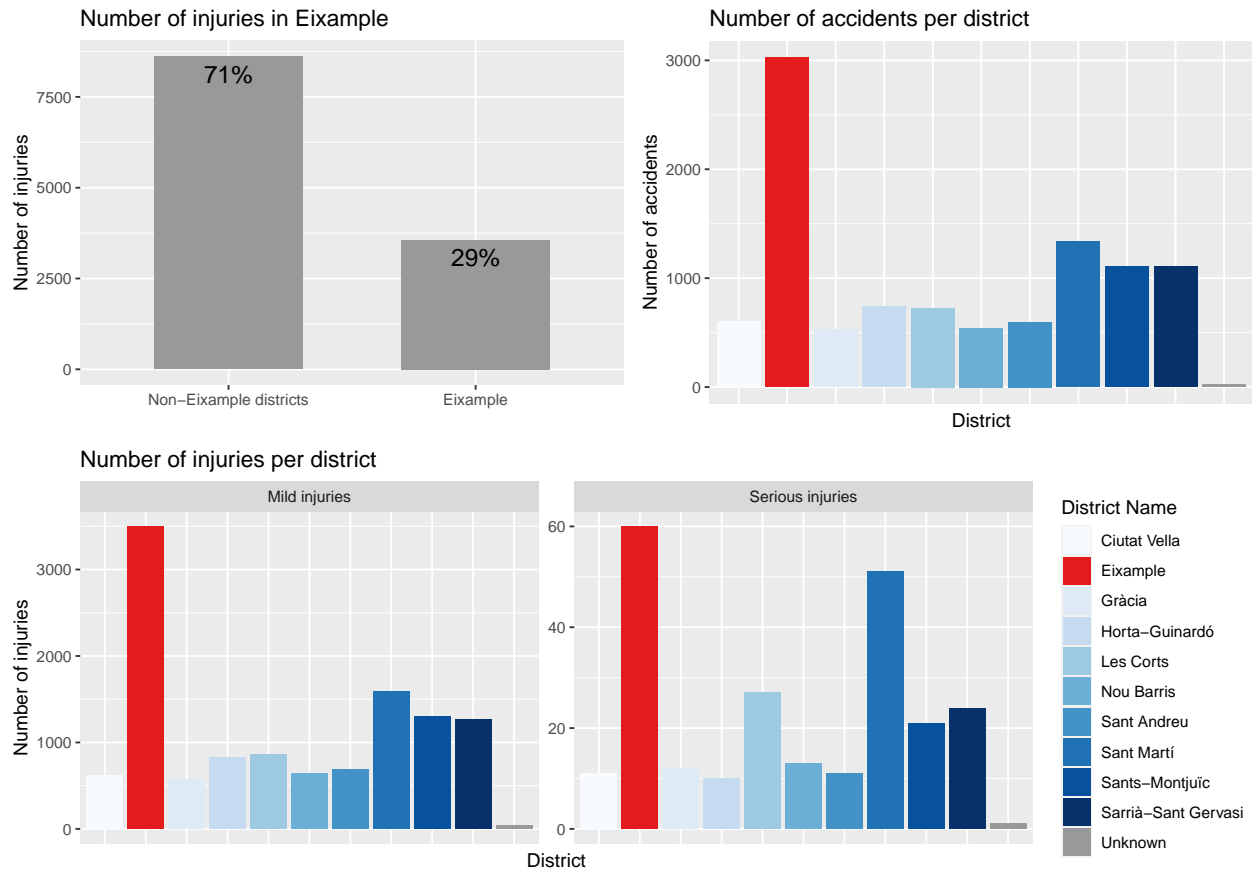 Number of injuries in Eixample
Number of injuries
7500
5000
2500
0
71%
29%
Non−Eixample districts
Eixample
Number of accidents per district
Number of accidents
3000
2000
1000
0
District
Number of injuries per district
Number of injuries
Mild injuries
3000
2000
1000
0
Serious injuries
60
40
20
0
District
District Name
Ciutat Vella
Eixample
Gràcia
Horta−Guinardó
Les Corts
Nou Barris
Sant Andreu
Sant Martí
Sants−Montjuïc
Sarrià−Sant Gervasi
Unknown